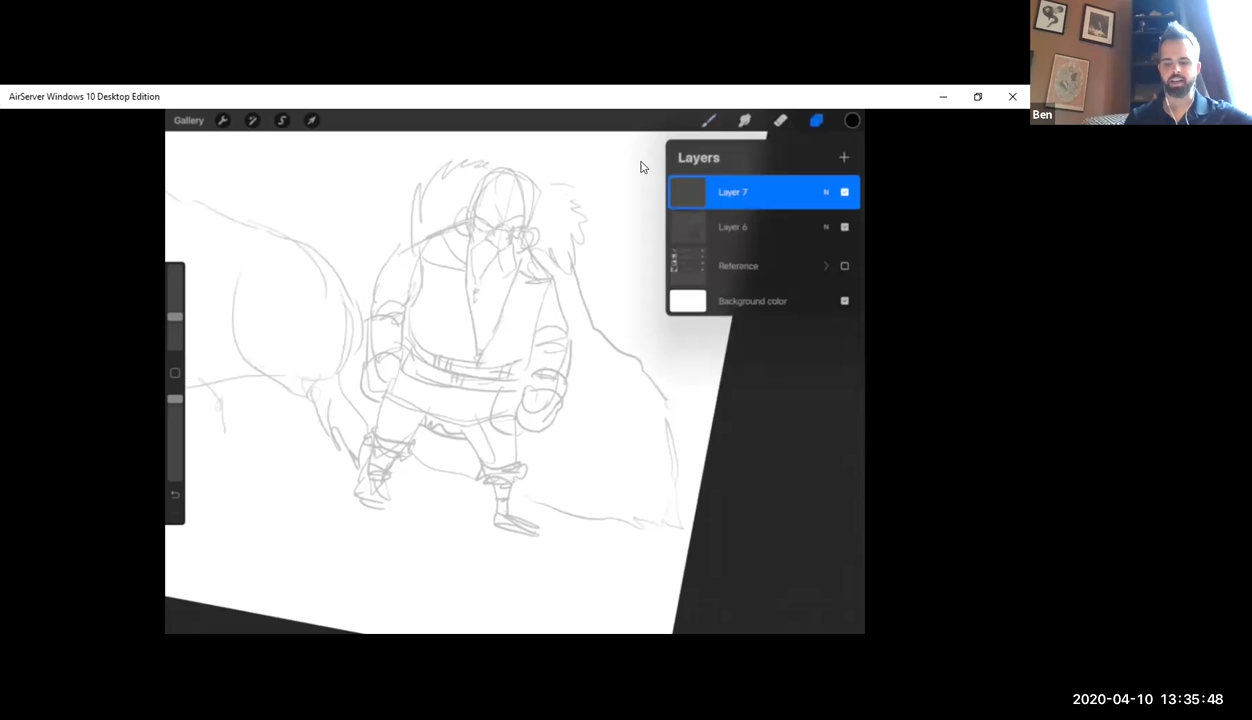 Ben
AirServer Windows 10 Desktop Edition
Gallery
Layers
Layer 7
N
Layer 6
N
Reference
Background color
2020-04-10 13:35:48